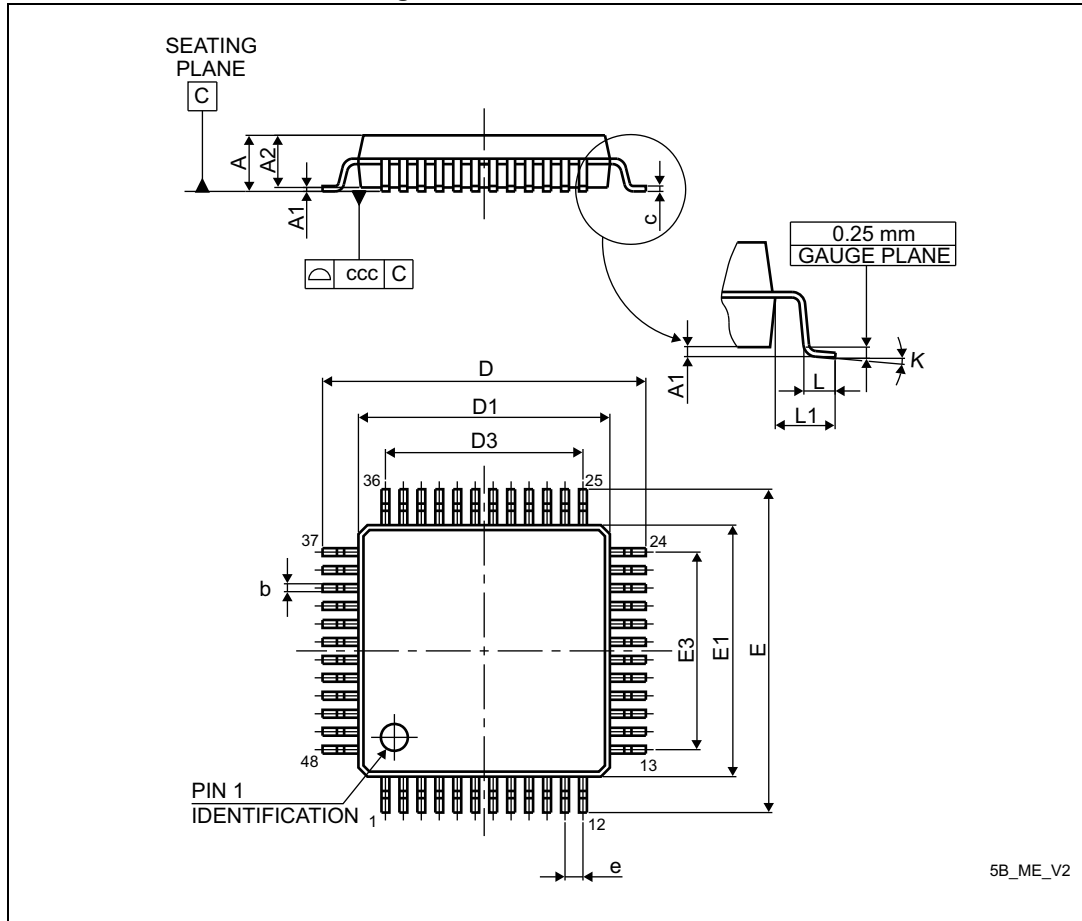 SEATING
PLANE
C
A
A2
A1
c
ccc C
0.25 mm
GAUGE PLANE
A1
K
L
L1
D
D1
D3
36
25
37
24
b
E3
E1
E
48
13
PIN 1
IDENTIFICATION
1
12
e
5B_ME_V2